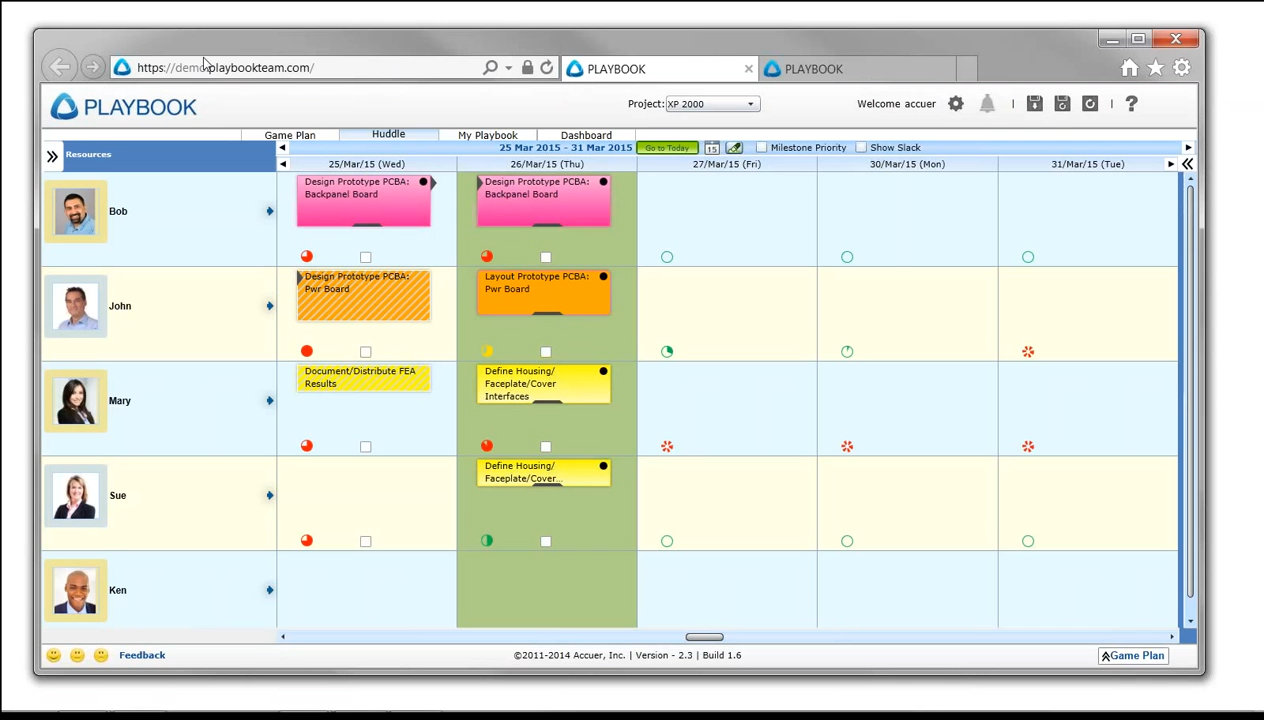 https://demo.playbookteam.com/
PLAYBOOK
PLAYBOOK
PLAYBOOK
Project: XP 2000
Welcome accuer
?
Game Plan
Huddle
My Playbook
Dashboard
25 Mar 2015 - 31 Mar 2015
Go to Today
15
Milestone Priority
Show Slack
Resources
25/Mar/15 (Wed)
26/Mar/15 (Thu)
27/Mar/15 (Fri)
30/Mar/15 (Mon)
31/Mar/15 (Tue)
Bob
Design Prototype PCBA:
Backpanel Board
Design Prototype PCBA:
Backpanel Board
John
Design Prototype PCBA:
Pwr Board
Layout Prototype PCBA:
Pwr Board
Mary
Document/Distribute FEA
Results
Define Housing/
Faceplate/Cover
Interfaces
Sue
Define Housing/
Faceplate/Cover...
Ken
Feedback
©2011-2014 Accuer, Inc. | Version - 2.3 | Build 1.6
Game Plan